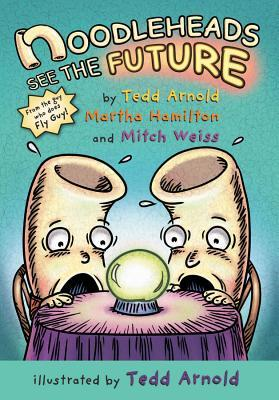 NOODLEHEADS
SEE THE FUTURE
From the guy
who does
Fly Guy!
by Tedd Arnold
Martha Hamilton
and Mitch Weiss
illustrated by Tedd Arnold